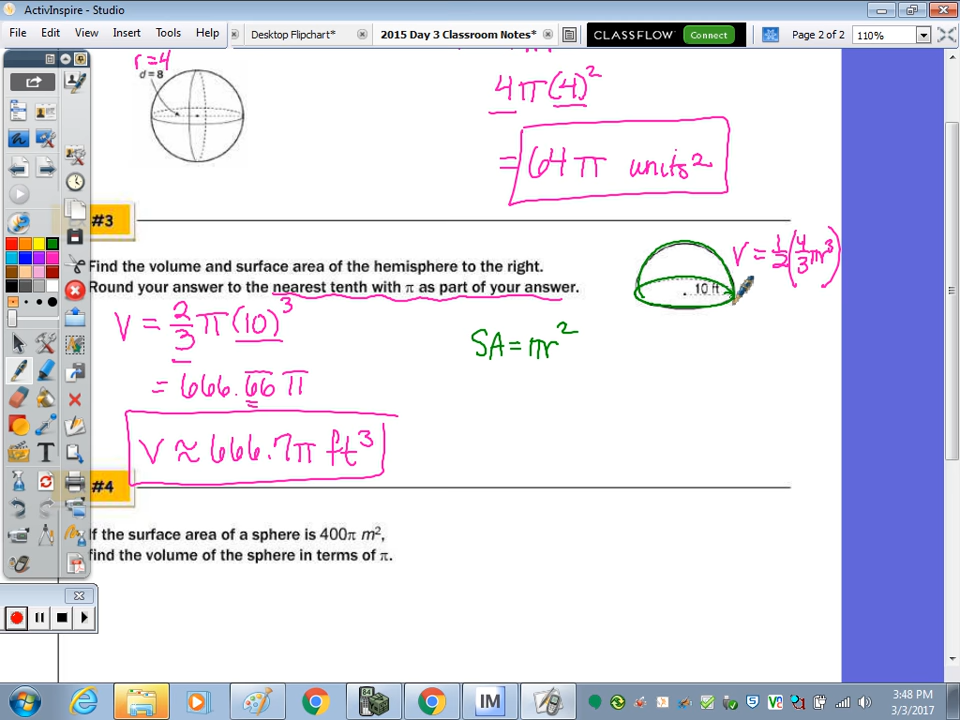 ActivInspire - Studio
File Edit View Insert Tools Help
Desktop Flipchart* 2015 Day 3 Classroom Notes* CLASSFLOW Connect Page 2 of 2 110%
r = 4
d = 8
4π(4)²
= 64π units²
#3
Find the volume and surface area of the hemisphere to the right.
Round your answer to the nearest tenth with π as part of your answer.
10 ft
V = 1/2(4/3πr³)
V = 2/3 π(10)³
SA = πr²
= 666.66 π
V ≈ 666.7π ft³
#4
If the surface area of a sphere is 400π m²,
find the volume of the sphere in terms of π.
IM
3:48 PM
3/3/2017